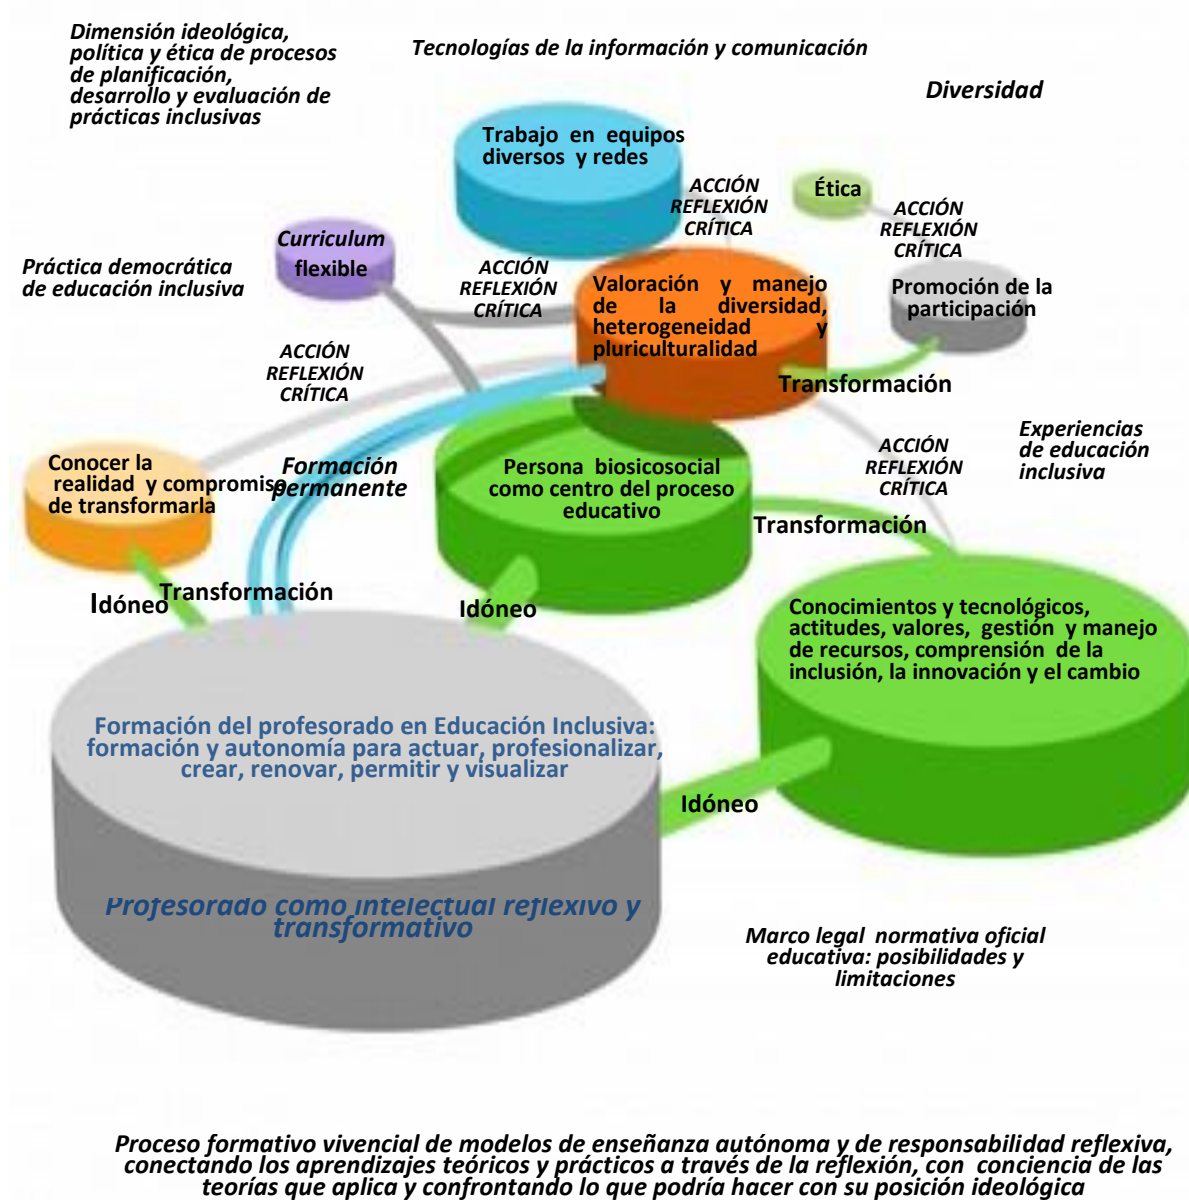 Dimensión ideológica,
política y ética de procesos
de planificación,
desarrollo y evaluación de
prácticas inclusivas
Tecnologías de la información y comunicación
Diversidad
Trabajo en equipos
diversos y redes
ACCIÓN
REFLEXIÓN
CRÍTICA
Ética
ACCIÓN
REFLEXIÓN
CRÍTICA
Curriculum
flexible
Práctica democrática
de educación inclusiva
ACCIÓN
REFLEXIÓN
CRÍTICA
Valoración y manejo
de la diversidad,
heterogeneidad y
pluriculturalidad
Promoción de la
participación
ACCIÓN
REFLEXIÓN
CRÍTICA
Transformación
Conocer la
realidad y compromiso
de transformarla
Formación
permanente
Persona biosicosocial
como centro del proceso
educativo
ACCIÓN
REFLEXIÓN
CRÍTICA
Experiencias
de educación
inclusiva
Transformación
Idóneo
Transformación
Idóneo
Conocimientos y tecnológicos,
actitudes, valores, gestión y manejo
de recursos, comprensión de la
inclusión, la innovación y el cambio
Formación del profesorado en Educación Inclusiva:
formación y autonomía para actuar, profesionalizar,
crear, renovar, permitir y visualizar
Idóneo
Profesorado como intelectual reflexivo y
transformativo
Marco legal normativa oficial
educativa: posibilidades y
limitaciones
Proceso formativo vivencial de modelos de enseñanza autónoma y de responsabilidad reflexiva,
conectando los aprendizajes teóricos y prácticos a través de la reflexión, con conciencia de las
teorías que aplica y confrontando lo que podría hacer con su posición ideológica